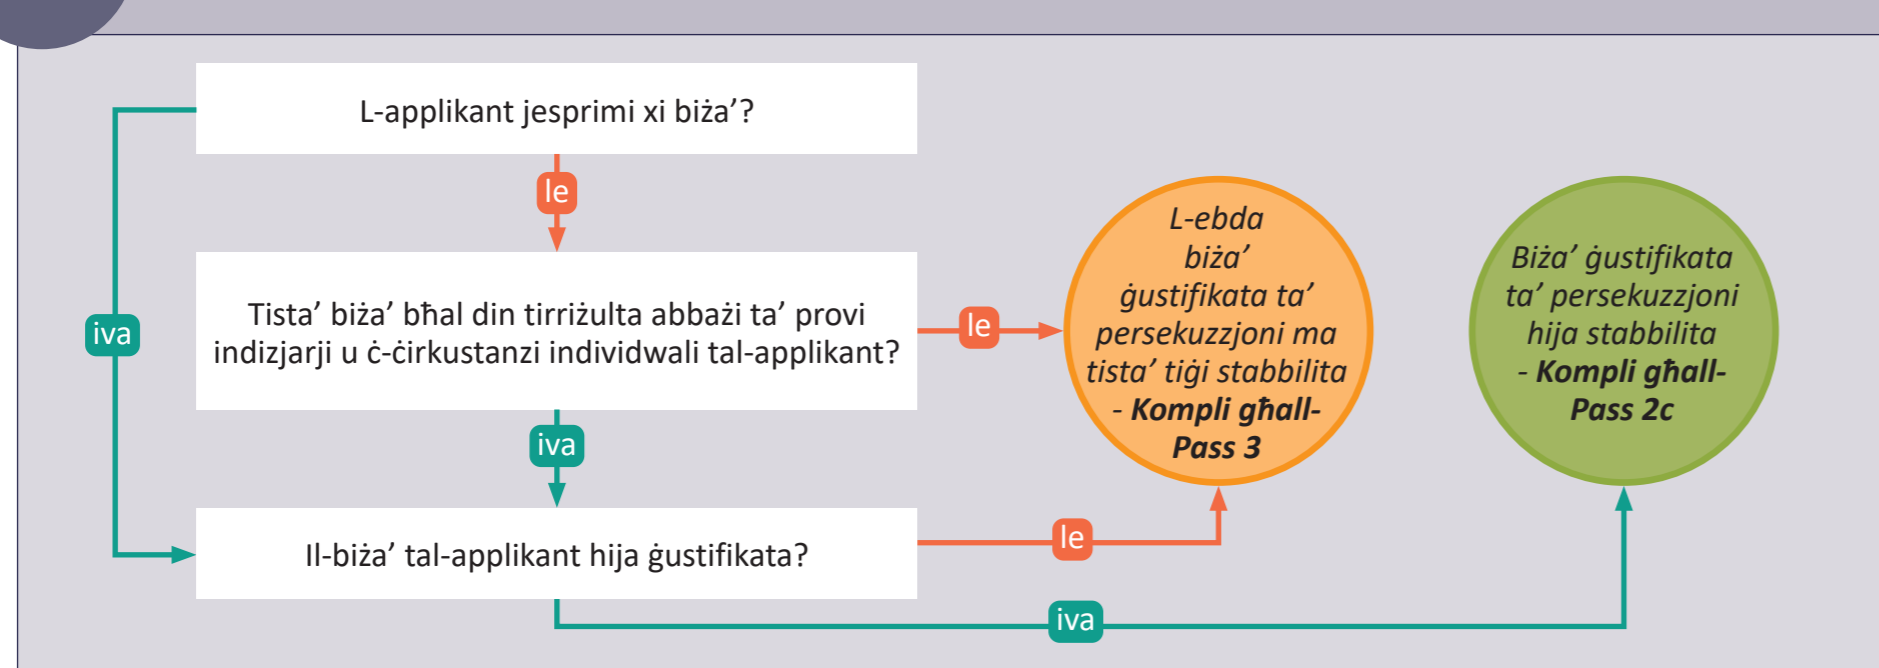 L-applikant jesprimi xi biża’?
le
Tista’ biża’ bħal din tirriżulta abbażi ta’ provi
indizjarji u ċ-ċirkustanzi individwali tal-applikant?
iva
le
iva
Il-biża’ tal-applikant hija ġustifikata?
le
iva
L-ebda
biża’
ġustifikata ta’
persekuzzjoni ma
tista’ tiġi stabbilita
- Kompli għall-
Pass 3
Biża’ ġustifikata
ta’ persekuzzjoni
hija stabbilita
- Kompli għall-
Pass 2c